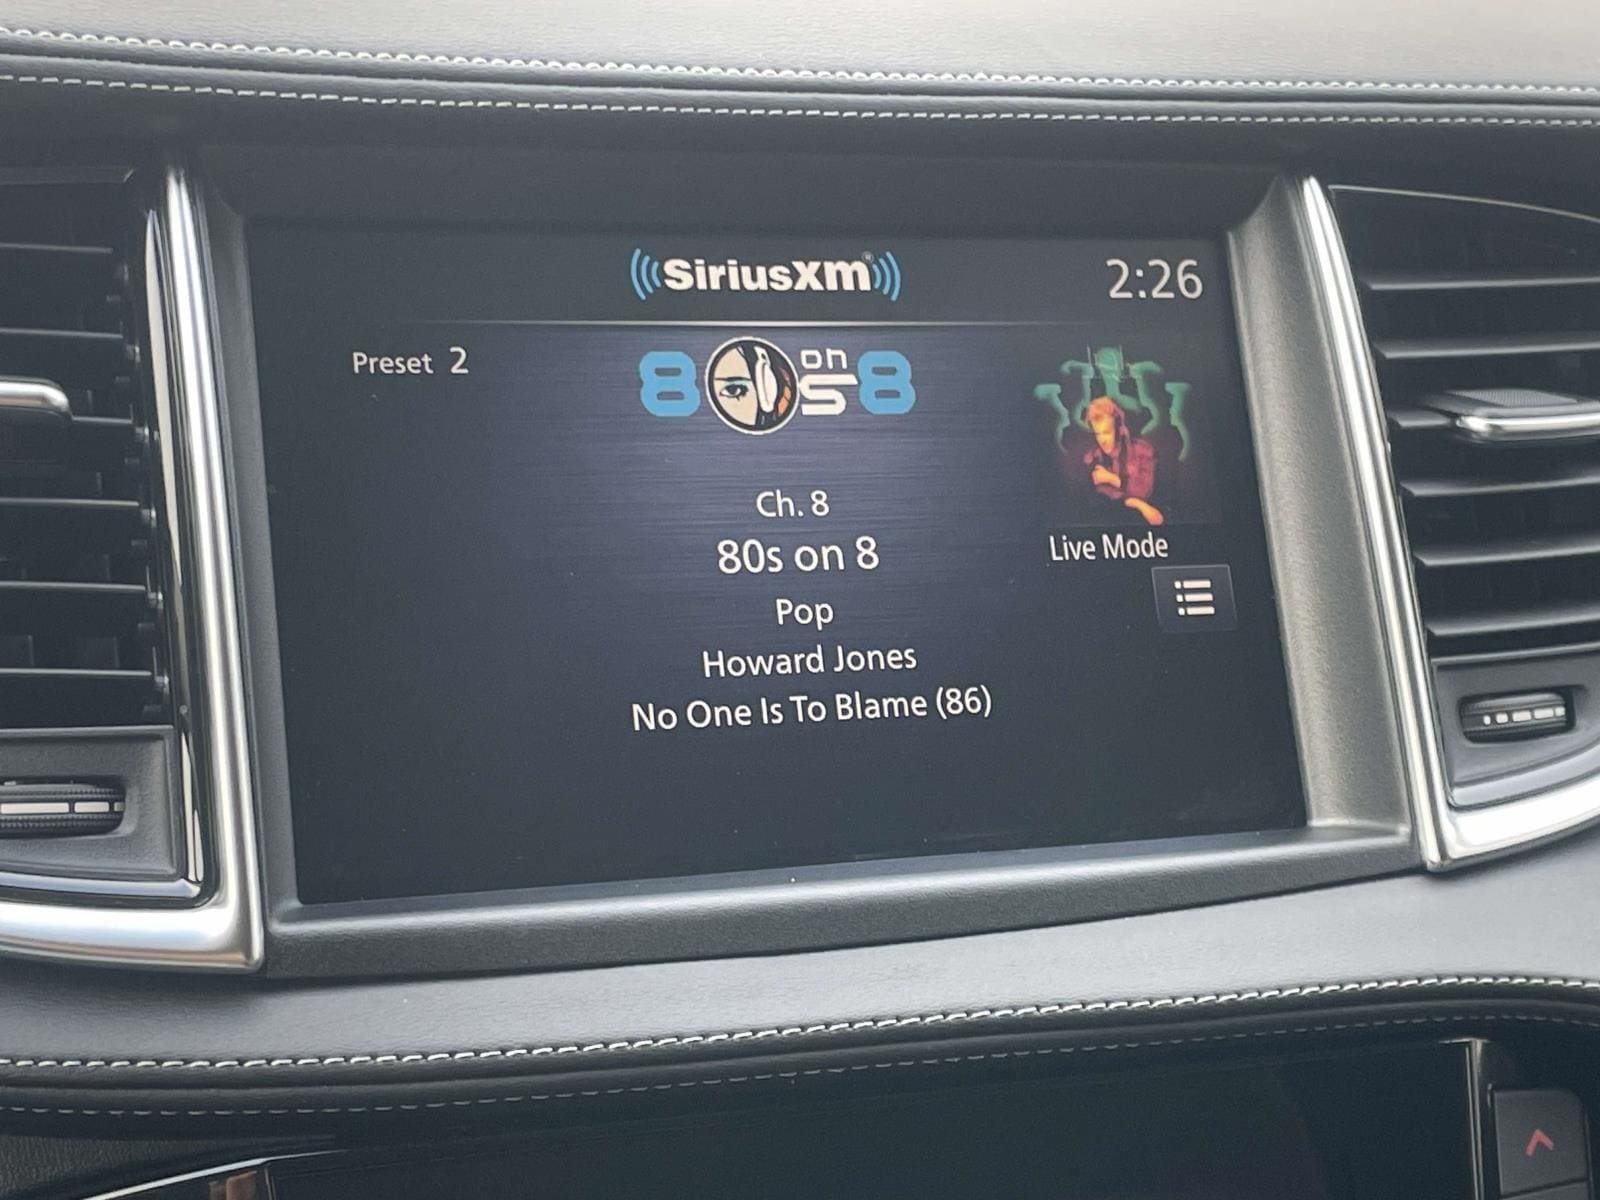 SiriusXM®
2:26
Preset 2
80s on 8
Ch. 8
80s on 8
Pop
Howard Jones
No One Is To Blame (86)
Live Mode